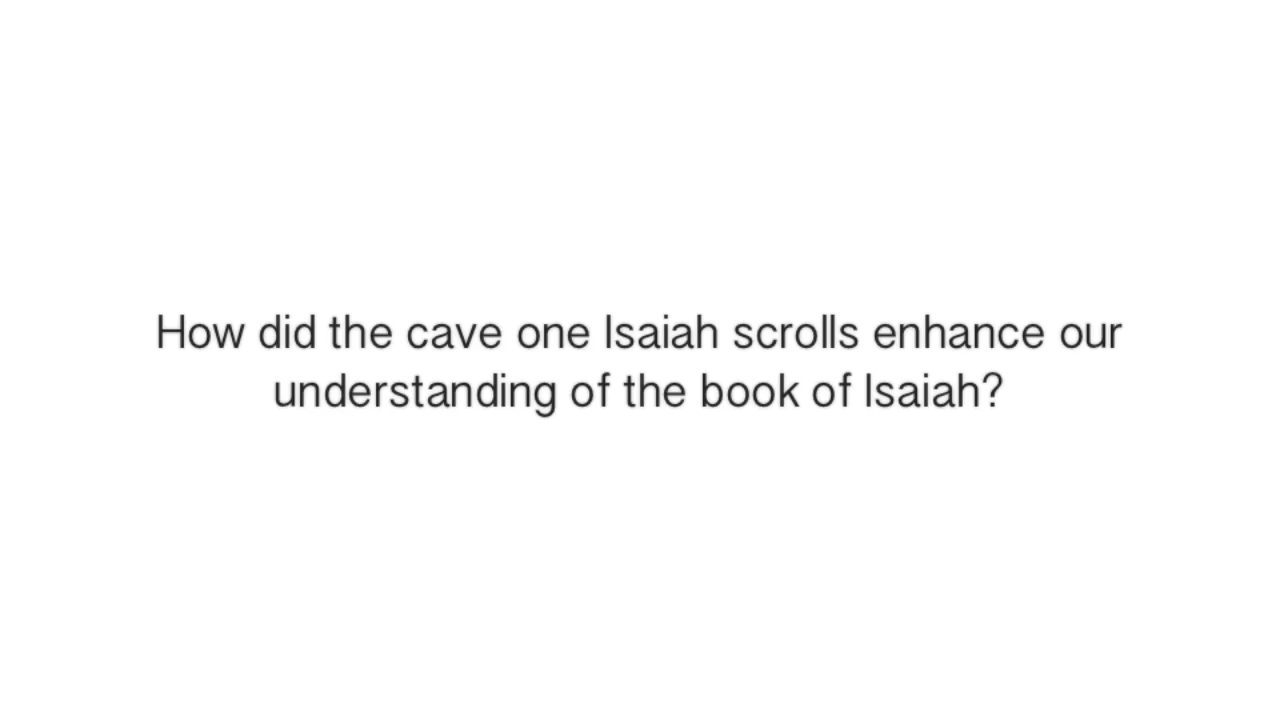 How did the cave one Isaiah scrolls enhance our
understanding of the book of Isaiah?